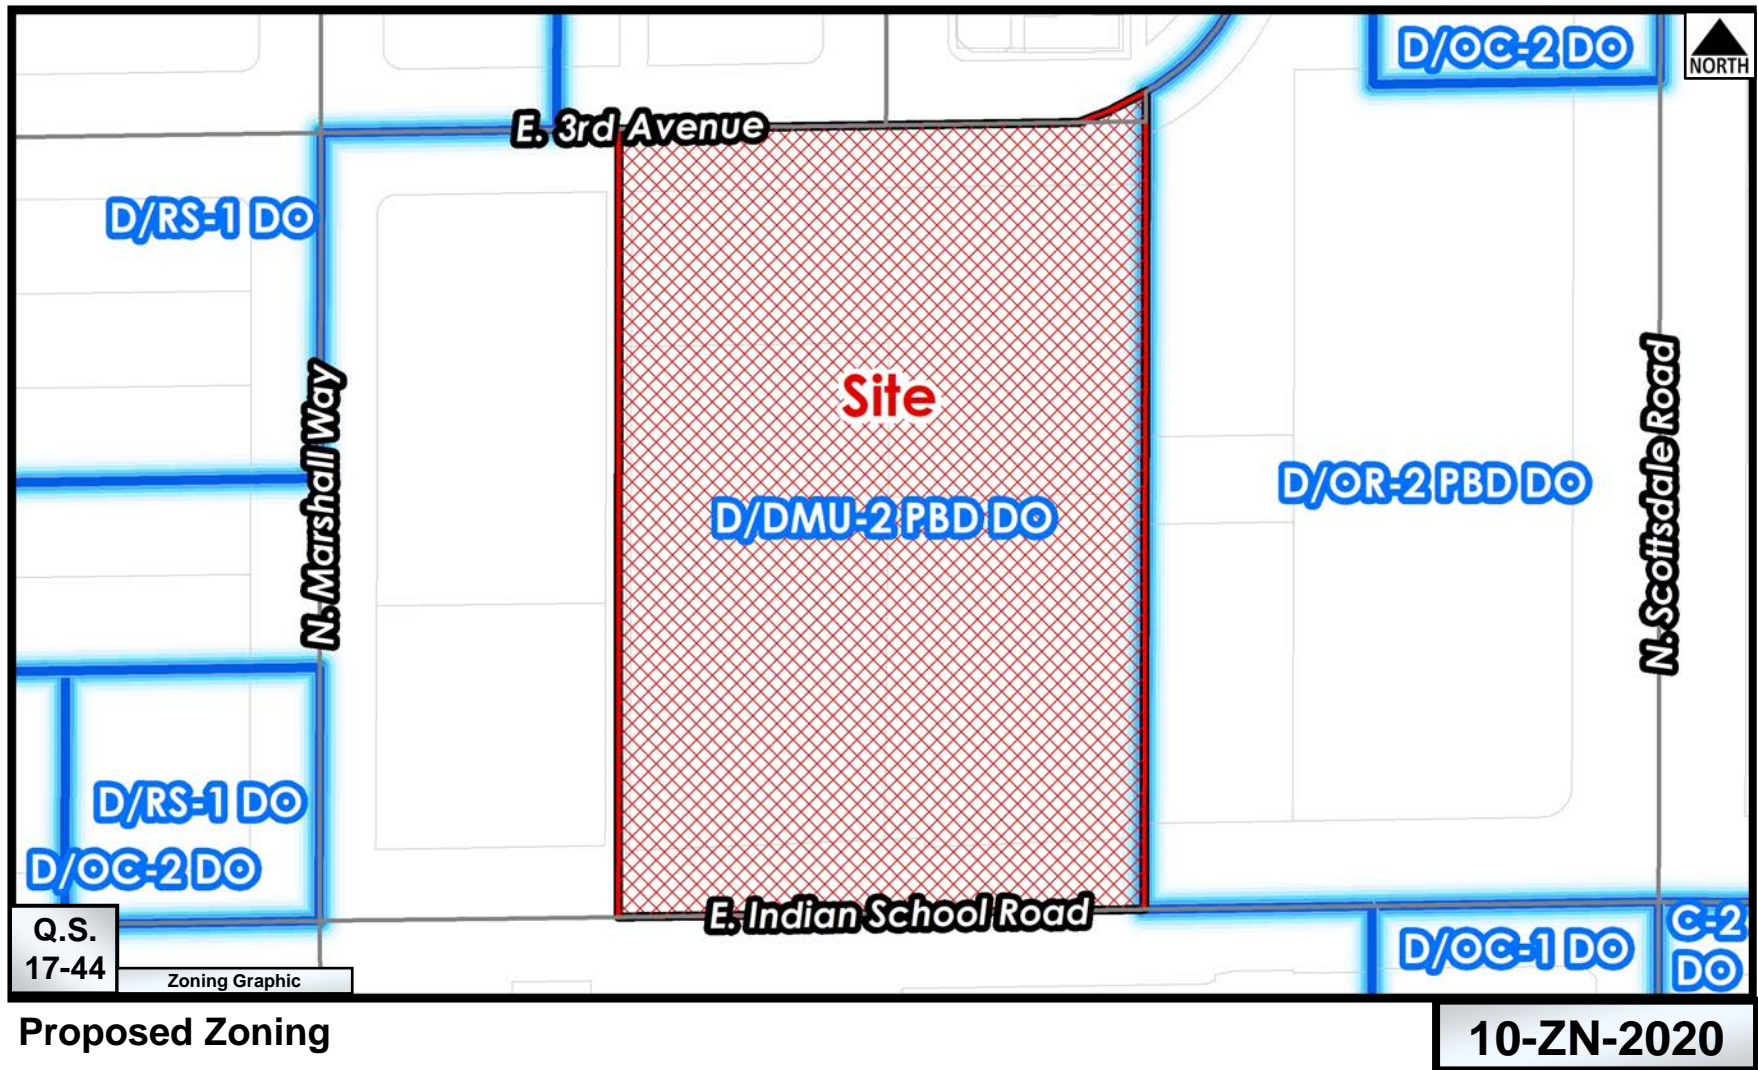 D/OC-2 DO
NORTH
E. 3rd Avenue
D/RS-1 DO
N. Marshall Way
Site
D/DMU-2 PBD DO
D/OR-2 PBD DO
N. Scottsdale Road
D/RS-1 DO
D/OC-2 DO
E. Indian School Road
D/OC-1 DO
C-2
DO
Q.S.
17-44
Zoning Graphic
Proposed Zoning
10-ZN-2020